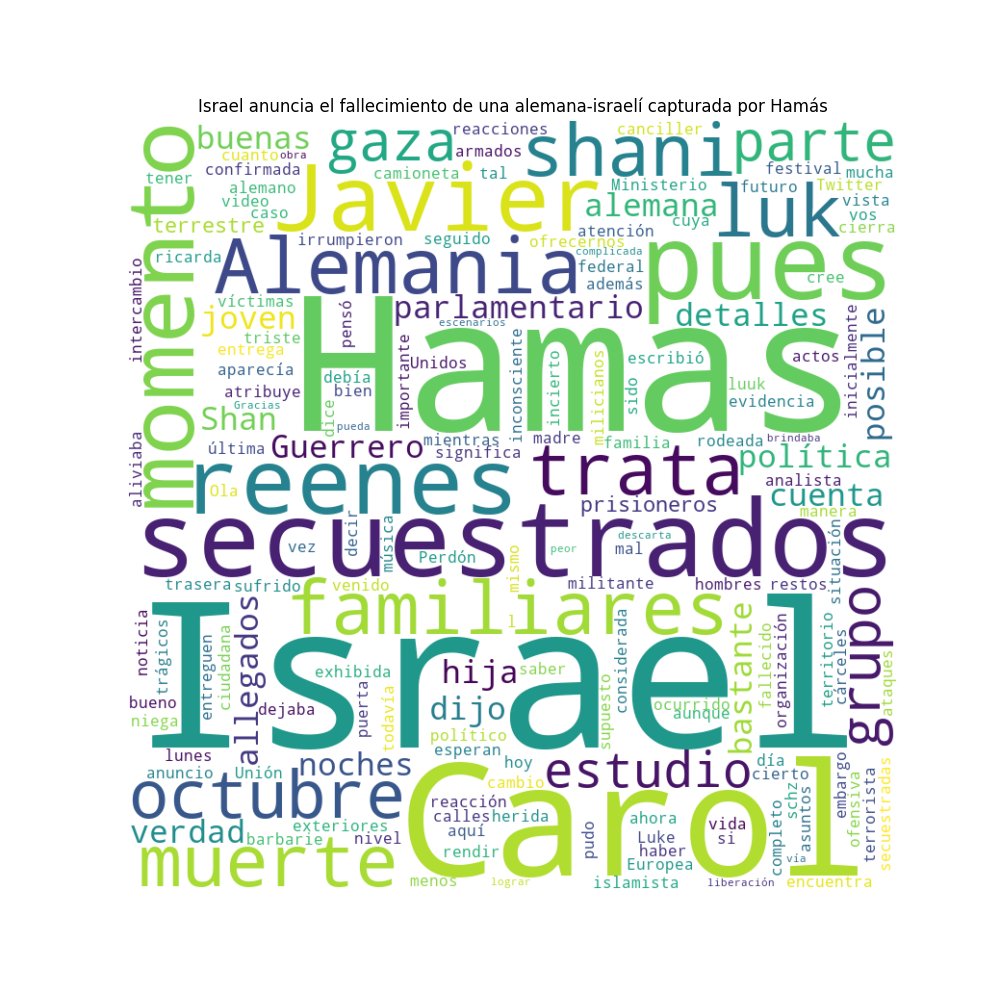 Israel anuncia el fallecimiento de una alemana-israelí capturada por Hamás
momento
buenas
cuanto
obra
confirmada
tener
alemano
video
caso
terrestre
ricarda
gaza
reacciones
armados
camioneta
tal
Javier
shani
canciller
parte
Ministerio
festival
mucha
futuro
Twitter
alemana
cuya
luk
vista
vos
cierra
irrumpieron
seguido
ofrecernos
atención
complicada
federal
además
Alemania
pues
cree
intercambio
víctimas
joven
triste
entrega
pensó
parlamentario
escenarios
detalles
Hamas
Unidos
importante
inconsciente
incierto
milicianos
escribió
sido
luuk
evidencia
actos
inicialmente
posible
aparecía
atribuye
debía
bien
Gracias
dice
pueda
Shan
última
Guerrero
mientras
significa
madre
familia
rodeada
brindaba
aliviaba
Ola
reenes
trata
política
analista
prisioneros
cuenta
manera
secuestrados
vez
decir
música
Perdón
mismo
peor
descarta
mal
situación
trasera
sufrido
venido
militante
hombres
restos
familiares
l
noticia
trágicos
entreguen
ciudadana
allegados
Israel
exhibida
hija
saber
considerada
ocurrido
aunque
bastante
fallecido
organización
territorio
cárceles
grupo
ataques
bueno
niega
dejaba
puerta
todavía
dijo
político
supuesto
lunes
anuncio
Unión
noches
esperan
hoy
cambio
estudio
día
cierto
embargo
octubre
reacción
calles
herida
aquí
Carol
ahora
Luke
haber
vida
si
completo
schz
asuntos
ofensiva
terrorista
secuestradas
verdad
barbarie
exteriores
nivel
rendir
pudo
Europea
vía
muerte
menos
lograr
islamista
liberación
encuentra